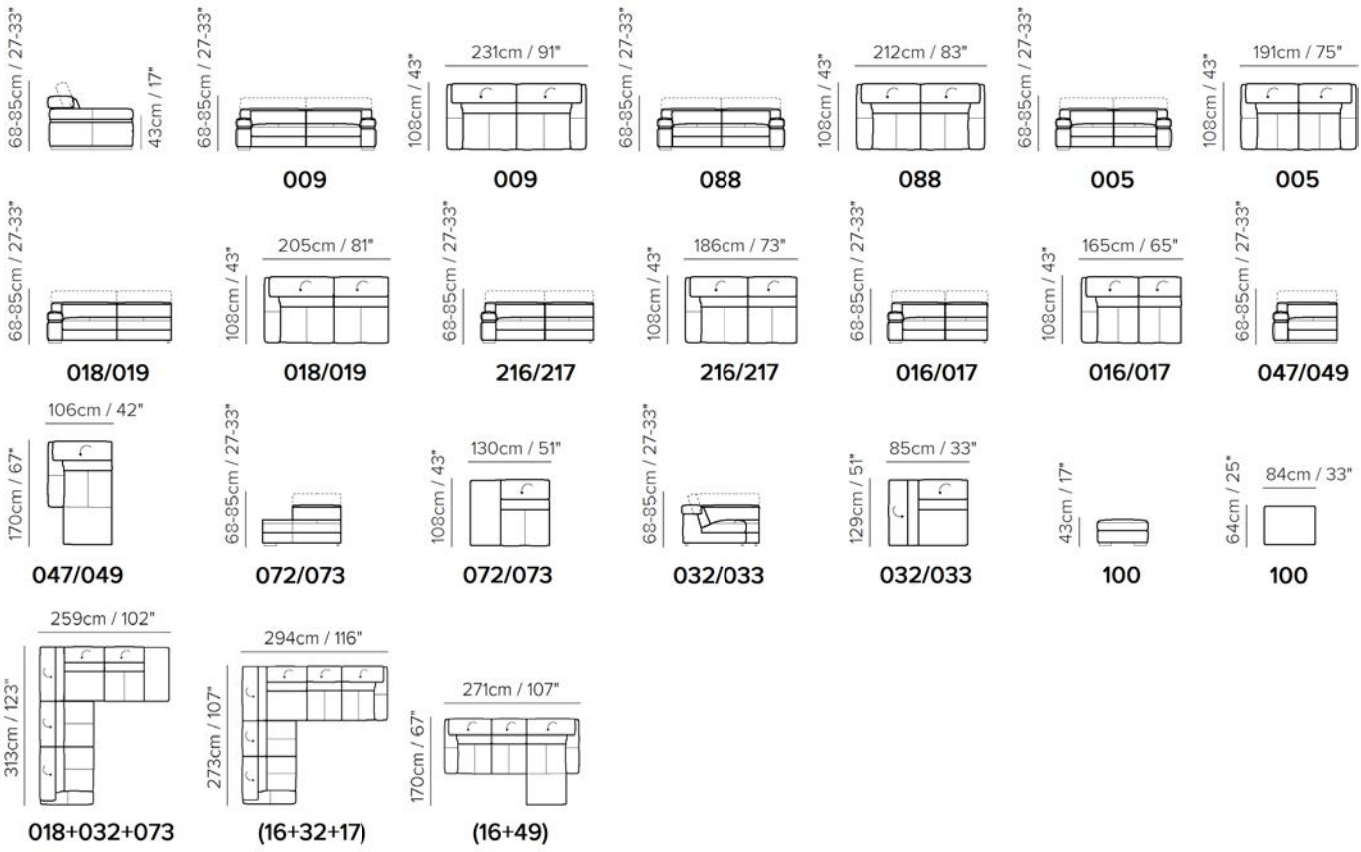 68-85cm / 27-33"
43cm / 17"
68-85cm / 27-33"
009
231cm / 91"
108cm / 43"
009
68-85cm / 27-33"
088
212cm / 83"
108cm / 43"
088
68-85cm / 27-33"
005
191cm / 75"
108cm / 43"
005
68-85cm / 27-33"
018/019
205cm / 81"
108cm / 43"
018/019
68-85cm / 27-33"
216/217
186cm / 73"
108cm / 43"
216/217
68-85cm / 27-33"
016/017
165cm / 65"
108cm / 43"
016/017
68-85cm / 27-33"
047/049
106cm / 42"
170cm / 67"
047/049
68-85cm / 27-33"
072/073
130cm / 51"
108cm / 43"
072/073
68-85cm / 27-33"
032/033
85cm / 33"
129cm / 51"
032/033
43cm / 17"
100
84cm / 33"
64cm / 25"
100
259cm / 102"
313cm / 123"
018+032+073
294cm / 116"
273cm / 107"
(16+32+17)
271cm / 107"
170cm / 67"
(16+49)